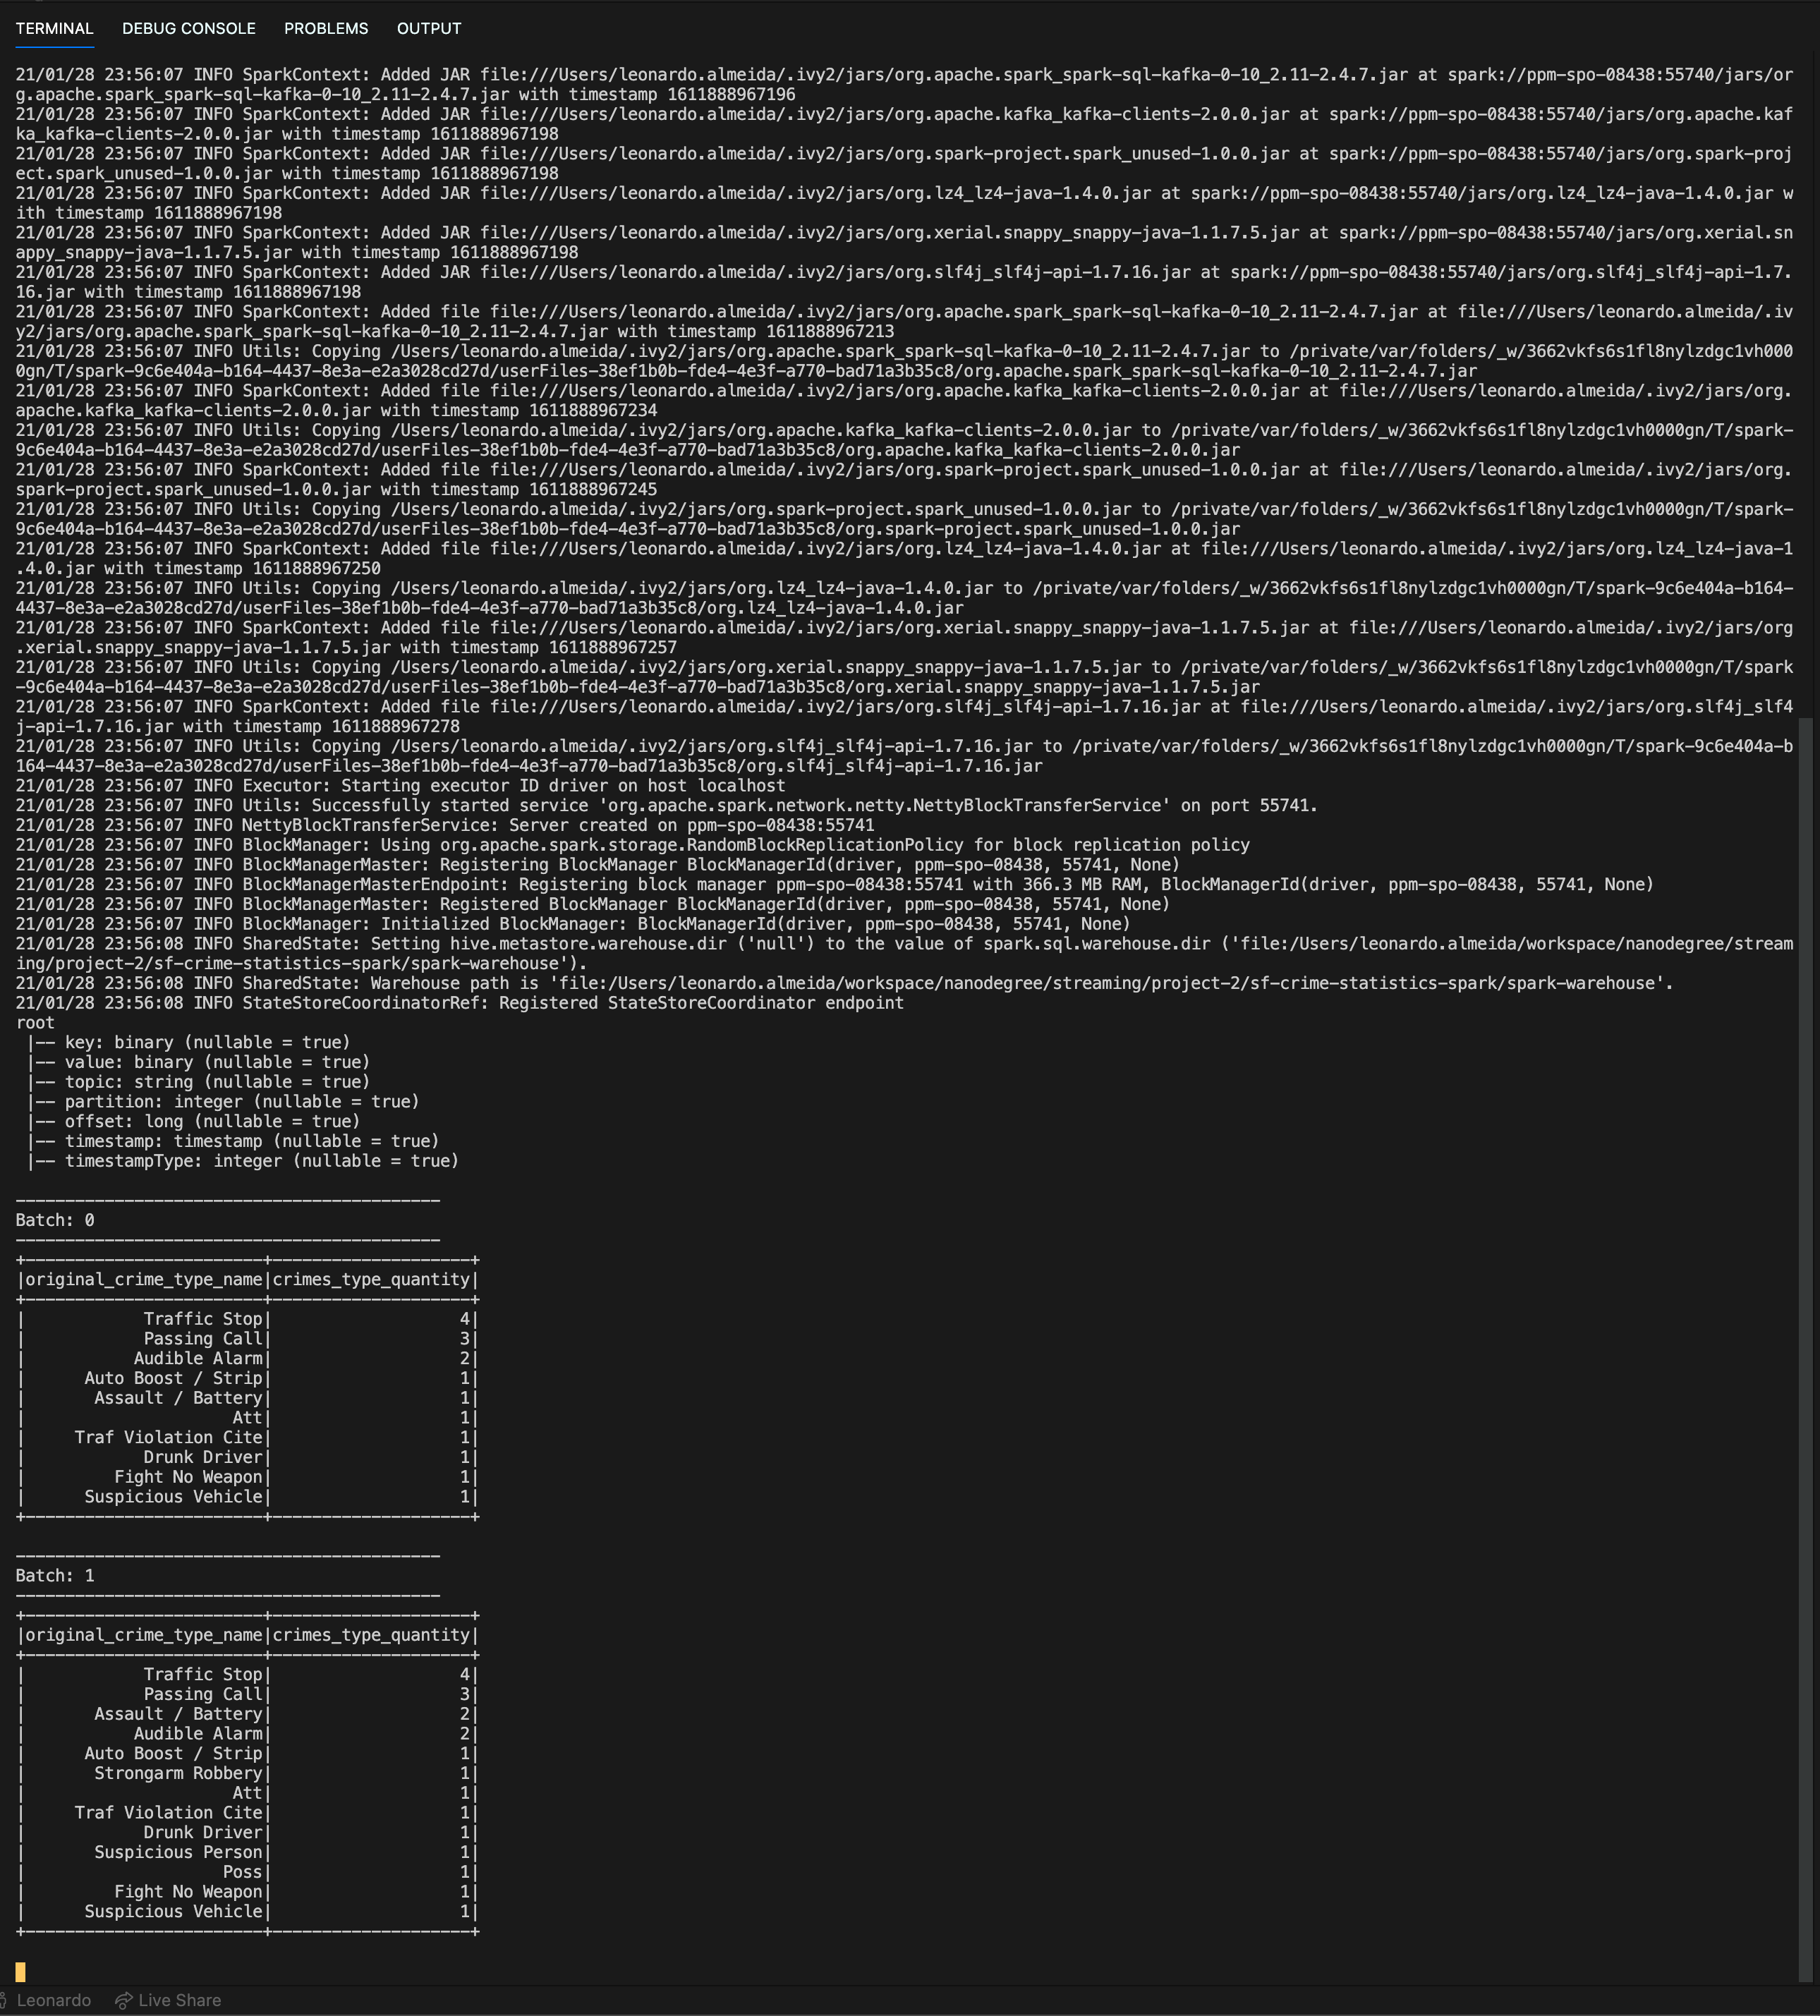 TERMINAL DEBUG CONSOLE PROBLEMS OUTPUT
21/01/28 23:56:07 INFO SparkContext: Added JAR file:///Users/leonardo.almeida/.ivy2/jars/org.apache.spark_spark-sql-kafka-0-10_2.11-2.4.7.jar at spark://ppm-spo-08438:55740/jars/or
g.apache.spark_spark-sql-kafka-0-10_2.11-2.4.7.jar with timestamp 1611888967196
21/01/28 23:56:07 INFO SparkContext: Added JAR file:///Users/leonardo.almeida/.ivy2/jars/org.apache.kafka_kafka-clients-2.0.0.jar at spark://ppm-spo-08438:55740/jars/org.apache.kaf
ka_kafka-clients-2.0.0.jar with timestamp 1611888967198
21/01/28 23:56:07 INFO SparkContext: Added JAR file:///Users/leonardo.almeida/.ivy2/jars/org.spark-project.spark_unused-1.0.0.jar at spark://ppm-spo-08438:55740/jars/org.spark-proj
ect.spark_unused-1.0.0.jar with timestamp 1611888967198
21/01/28 23:56:07 INFO SparkContext: Added JAR file:///Users/leonardo.almeida/.ivy2/jars/org.lz4_lz4-java-1.4.0.jar at spark://ppm-spo-08438:55740/jars/org.lz4_lz4-java-1.4.0.jar w
ith timestamp 1611888967198
21/01/28 23:56:07 INFO SparkContext: Added JAR file:///Users/leonardo.almeida/.ivy2/jars/org.xerial.snappy_snappy-java-1.1.7.5.jar at spark://ppm-spo-08438:55740/jars/org.xerial.sn
appy_snappy-java-1.1.7.5.jar with timestamp 1611888967198
21/01/28 23:56:07 INFO SparkContext: Added JAR file:///Users/leonardo.almeida/.ivy2/jars/org.slf4j_slf4j-api-1.7.16.jar at spark://ppm-spo-08438:55740/jars/org.slf4j_slf4j-api-1.7.
16.jar with timestamp 1611888967198
21/01/28 23:56:07 INFO SparkContext: Added file file:///Users/leonardo.almeida/.ivy2/jars/org.apache.spark_spark-sql-kafka-0-10_2.11-2.4.7.jar at file:///Users/leonardo.almeida/.iv
y2/jars/org.apache.spark_spark-sql-kafka-0-10_2.11-2.4.7.jar with timestamp 1611888967213
21/01/28 23:56:07 INFO Utils: Copying /Users/leonardo.almeida/.ivy2/jars/org.apache.spark_spark-sql-kafka-0-10_2.11-2.4.7.jar to /private/var/folders/_w/3662vkfs6s1fl8nylzdgc1vh000
0gn/T/spark-9c6e404a-b164-4437-8e3a-e2a3028cd27d/userFiles-38ef1b0b-fde4-4e3f-a770-bad71a3b35c8/org.apache.spark_spark-sql-kafka-0-10_2.11-2.4.7.jar
21/01/28 23:56:07 INFO SparkContext: Added file file:///Users/leonardo.almeida/.ivy2/jars/org.apache.kafka_kafka-clients-2.0.0.jar at file:///Users/leonardo.almeida/.ivy2/jars/org.
apache.kafka_kafka-clients-2.0.0.jar with timestamp 1611888967234
21/01/28 23:56:07 INFO Utils: Copying /Users/leonardo.almeida/.ivy2/jars/org.apache.kafka_kafka-clients-2.0.0.jar to /private/var/folders/_w/3662vkfs6s1fl8nylzdgc1vh0000gn/T/spark-
9c6e404a-b164-4437-8e3a-e2a3028cd27d/userFiles-38ef1b0b-fde4-4e3f-a770-bad71a3b35c8/org.apache.kafka_kafka-clients-2.0.0.jar
21/01/28 23:56:07 INFO SparkContext: Added file file:///Users/leonardo.almeida/.ivy2/jars/org.spark-project.spark_unused-1.0.0.jar at file:///Users/leonardo.almeida/.ivy2/jars/org.
spark-project.spark_unused-1.0.0.jar with timestamp 1611888967245
21/01/28 23:56:07 INFO Utils: Copying /Users/leonardo.almeida/.ivy2/jars/org.spark-project.spark_unused-1.0.0.jar to /private/var/folders/_w/3662vkfs6s1fl8nylzdgc1vh0000gn/T/spark-
9c6e404a-b164-4437-8e3a-e2a3028cd27d/userFiles-38ef1b0b-fde4-4e3f-a770-bad71a3b35c8/org.spark-project.spark_unused-1.0.0.jar
21/01/28 23:56:07 INFO SparkContext: Added file file:///Users/leonardo.almeida/.ivy2/jars/org.lz4_lz4-java-1.4.0.jar at file:///Users/leonardo.almeida/.ivy2/jars/org.lz4_lz4-java-1
.4.0.jar with timestamp 1611888967250
21/01/28 23:56:07 INFO Utils: Copying /Users/leonardo.almeida/.ivy2/jars/org.lz4_lz4-java-1.4.0.jar to /private/var/folders/_w/3662vkfs6s1fl8nylzdgc1vh0000gn/T/spark-9c6e404a-b164-
4437-8e3a-e2a3028cd27d/userFiles-38ef1b0b-fde4-4e3f-a770-bad71a3b35c8/org.lz4_lz4-java-1.4.0.jar
21/01/28 23:56:07 INFO SparkContext: Added file file:///Users/leonardo.almeida/.ivy2/jars/org.xerial.snappy_snappy-java-1.1.7.5.jar at file:///Users/leonardo.almeida/.ivy2/jars/org
.xerial.snappy_snappy-java-1.1.7.5.jar with timestamp 1611888967257
21/01/28 23:56:07 INFO Utils: Copying /Users/leonardo.almeida/.ivy2/jars/org.xerial.snappy_snappy-java-1.1.7.5.jar to /private/var/folders/_w/3662vkfs6s1fl8nylzdgc1vh0000gn/T/spark
-9c6e404a-b164-4437-8e3a-e2a3028cd27d/userFiles-38ef1b0b-fde4-4e3f-a770-bad71a3b35c8/org.xerial.snappy_snappy-java-1.1.7.5.jar
21/01/28 23:56:07 INFO SparkContext: Added file file:///Users/leonardo.almeida/.ivy2/jars/org.slf4j_slf4j-api-1.7.16.jar at file:///Users/leonardo.almeida/.ivy2/jars/org.slf4j_slf4
j-api-1.7.16.jar with timestamp 1611888967278
21/01/28 23:56:07 INFO Utils: Copying /Users/leonardo.almeida/.ivy2/jars/org.slf4j_slf4j-api-1.7.16.jar to /private/var/folders/_w/3662vkfs6s1fl8nylzdgc1vh0000gn/T/spark-9c6e404a-b
164-4437-8e3a-e2a3028cd27d/userFiles-38ef1b0b-fde4-4e3f-a770-bad71a3b35c8/org.slf4j_slf4j-api-1.7.16.jar
21/01/28 23:56:07 INFO Executor: Starting executor ID driver on host localhost
21/01/28 23:56:07 INFO Utils: Successfully started service 'org.apache.spark.network.netty.NettyBlockTransferService' on port 55741.
21/01/28 23:56:07 INFO NettyBlockTransferService: Server created on ppm-spo-08438:55741
21/01/28 23:56:07 INFO BlockManager: Using org.apache.spark.storage.RandomBlockReplicationPolicy for block replication policy
21/01/28 23:56:07 INFO BlockManagerMaster: Registering BlockManager BlockManagerId(driver, ppm-spo-08438, 55741, None)
21/01/28 23:56:07 INFO BlockManagerMasterEndpoint: Registering block manager ppm-spo-08438:55741 with 366.3 MB RAM, BlockManagerId(driver, ppm-spo-08438, 55741, None)
21/01/28 23:56:07 INFO BlockManagerMaster: Registered BlockManager BlockManagerId(driver, ppm-spo-08438, 55741, None)
21/01/28 23:56:07 INFO BlockManager: Initialized BlockManager: BlockManagerId(driver, ppm-spo-08438, 55741, None)
21/01/28 23:56:08 INFO SharedState: Setting hive.metastore.warehouse.dir ('null') to the value of spark.sql.warehouse.dir ('file:/Users/leonardo.almeida/workspace/nanodegree/stream
ing/project-2/sf-crime-statistics-spark/spark-warehouse').
21/01/28 23:56:08 INFO SharedState: Warehouse path is 'file:/Users/leonardo.almeida/workspace/nanodegree/streaming/project-2/sf-crime-statistics-spark/spark-warehouse'.
21/01/28 23:56:08 INFO StateStoreCoordinatorRef: Registered StateStoreCoordinator endpoint
root
 |-- key: binary (nullable = true)
 |-- value: binary (nullable = true)
 |-- topic: string (nullable = true)
 |-- partition: integer (nullable = true)
 |-- offset: long (nullable = true)
 |-- timestamp: timestamp (nullable = true)
 |-- timestampType: integer (nullable = true)
-------------------------------------------
Batch: 0
-------------------------------------------
+------------------------+--------------------+
|original_crime_type_name|crimes_type_quantity|
+------------------------+--------------------+
|            Traffic Stop|                   4|
|            Passing Call|                   3|
|           Audible Alarm|                   2|
|      Auto Boost / Strip|                   1|
|       Assault / Battery|                   1|
|                     Att|                   1|
|     Traf Violation Cite|                   1|
|            Drunk Driver|                   1|
|         Fight No Weapon|                   1|
|      Suspicious Vehicle|                   1|
+------------------------+--------------------+
-------------------------------------------
Batch: 1
-------------------------------------------
+------------------------+--------------------+
|original_crime_type_name|crimes_type_quantity|
+------------------------+--------------------+
|            Traffic Stop|                   4|
|            Passing Call|                   3|
|       Assault / Battery|                   2|
|           Audible Alarm|                   2|
|      Auto Boost / Strip|                   1|
|       Strongarm Robbery|                   1|
|                     Att|                   1|
|     Traf Violation Cite|                   1|
|            Drunk Driver|                   1|
|       Suspicious Person|                   1|
|                    Poss|                   1|
|         Fight No Weapon|                   1|
|      Suspicious Vehicle|                   1|
+------------------------+--------------------+
Leonardo Live Share